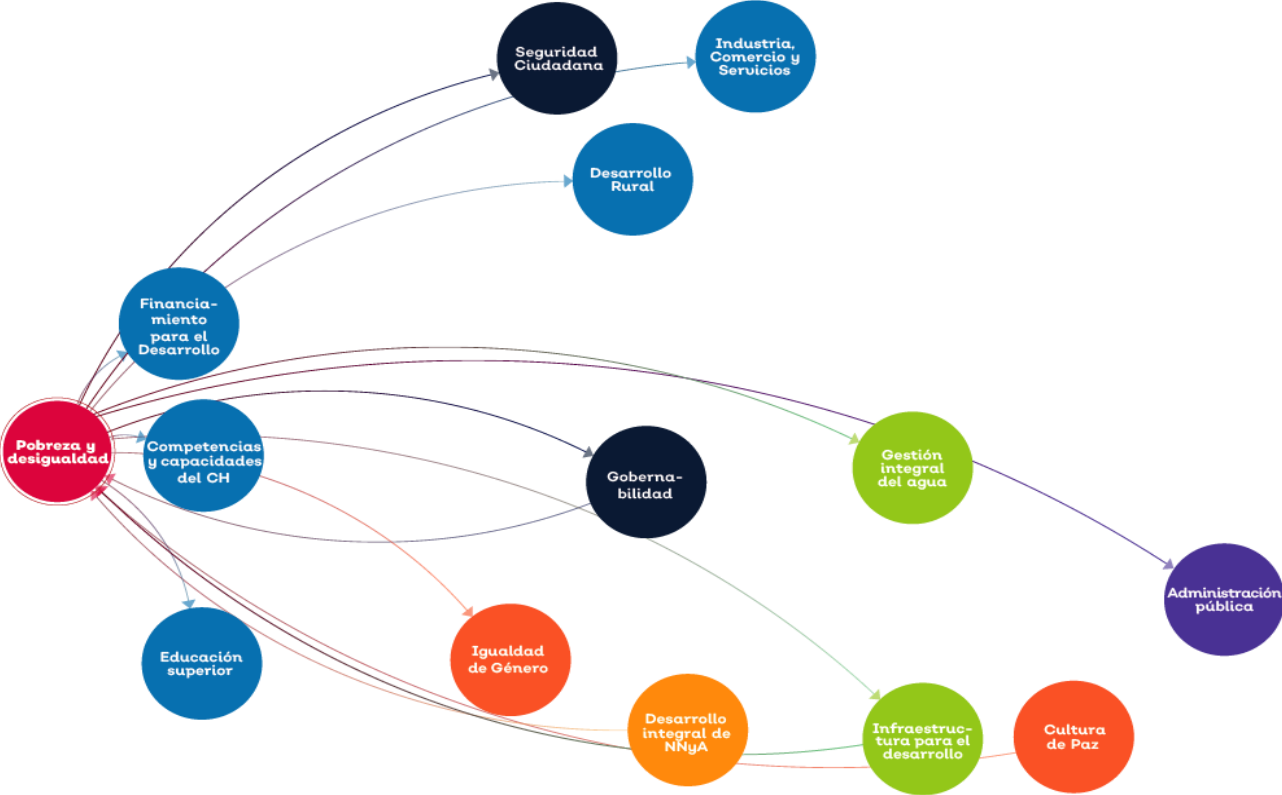 Seguridad
Ciudadana
Industria,
Comercio y
Servicios
Desarrollo
Rural
Financia-
miento
para el
Desarrollo
Pobreza y
desigualdad
Competencias
y capacidades
del CH
Goberna-
bilidad
Gestión
integral
del agua
Administración
pública
Educación
superior
Igualdad
de Género
Desarrollo
integral de
NNyA
Infraestruc-
tura para el
desarrollo
Cultura
de Paz